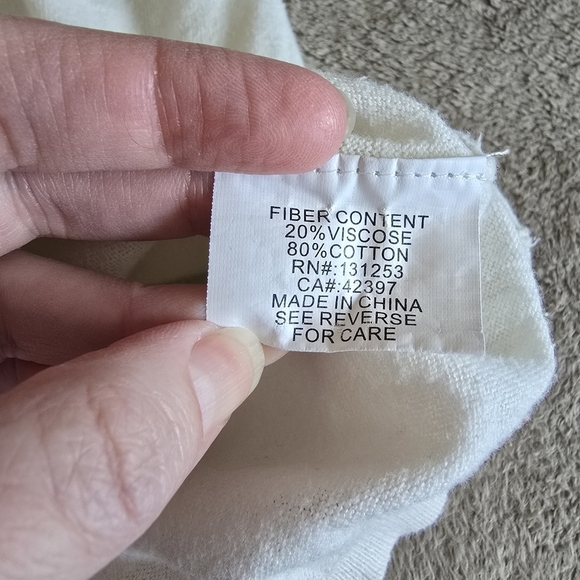 FIBER CONTENT
20%VISCOSE
80%COTTON
RN#:131253
CA#:42397
MADE IN CHINA
SEE REVERSE
FOR CARE